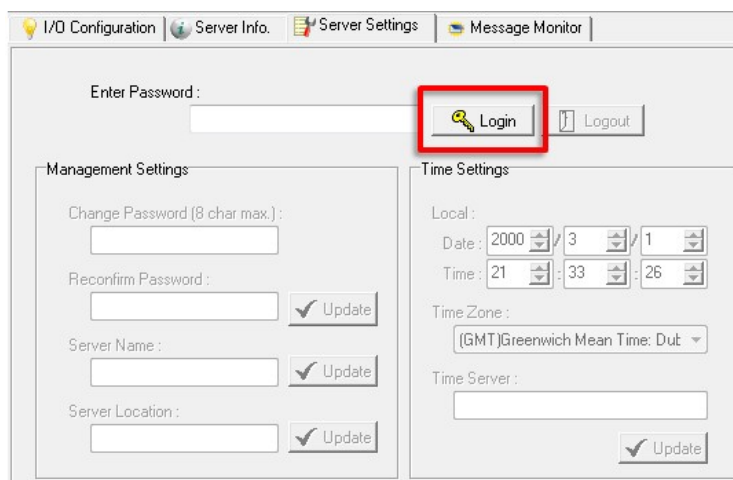 I/O Configuration Server Info. Server Settings Message Monitor
Enter Password :
Login Logout
Management Settings
Change Password (8 char max.) :
Reconfirm Password :
Update
Server Name :
Update
Server Location :
Update
Time Settings
Local :
Date : 2000 / 3 / 1
Time : 21 : 33 : 26
Time Zone :
(GMT)Greenwich Mean Time: Dub
Time Server :
Update